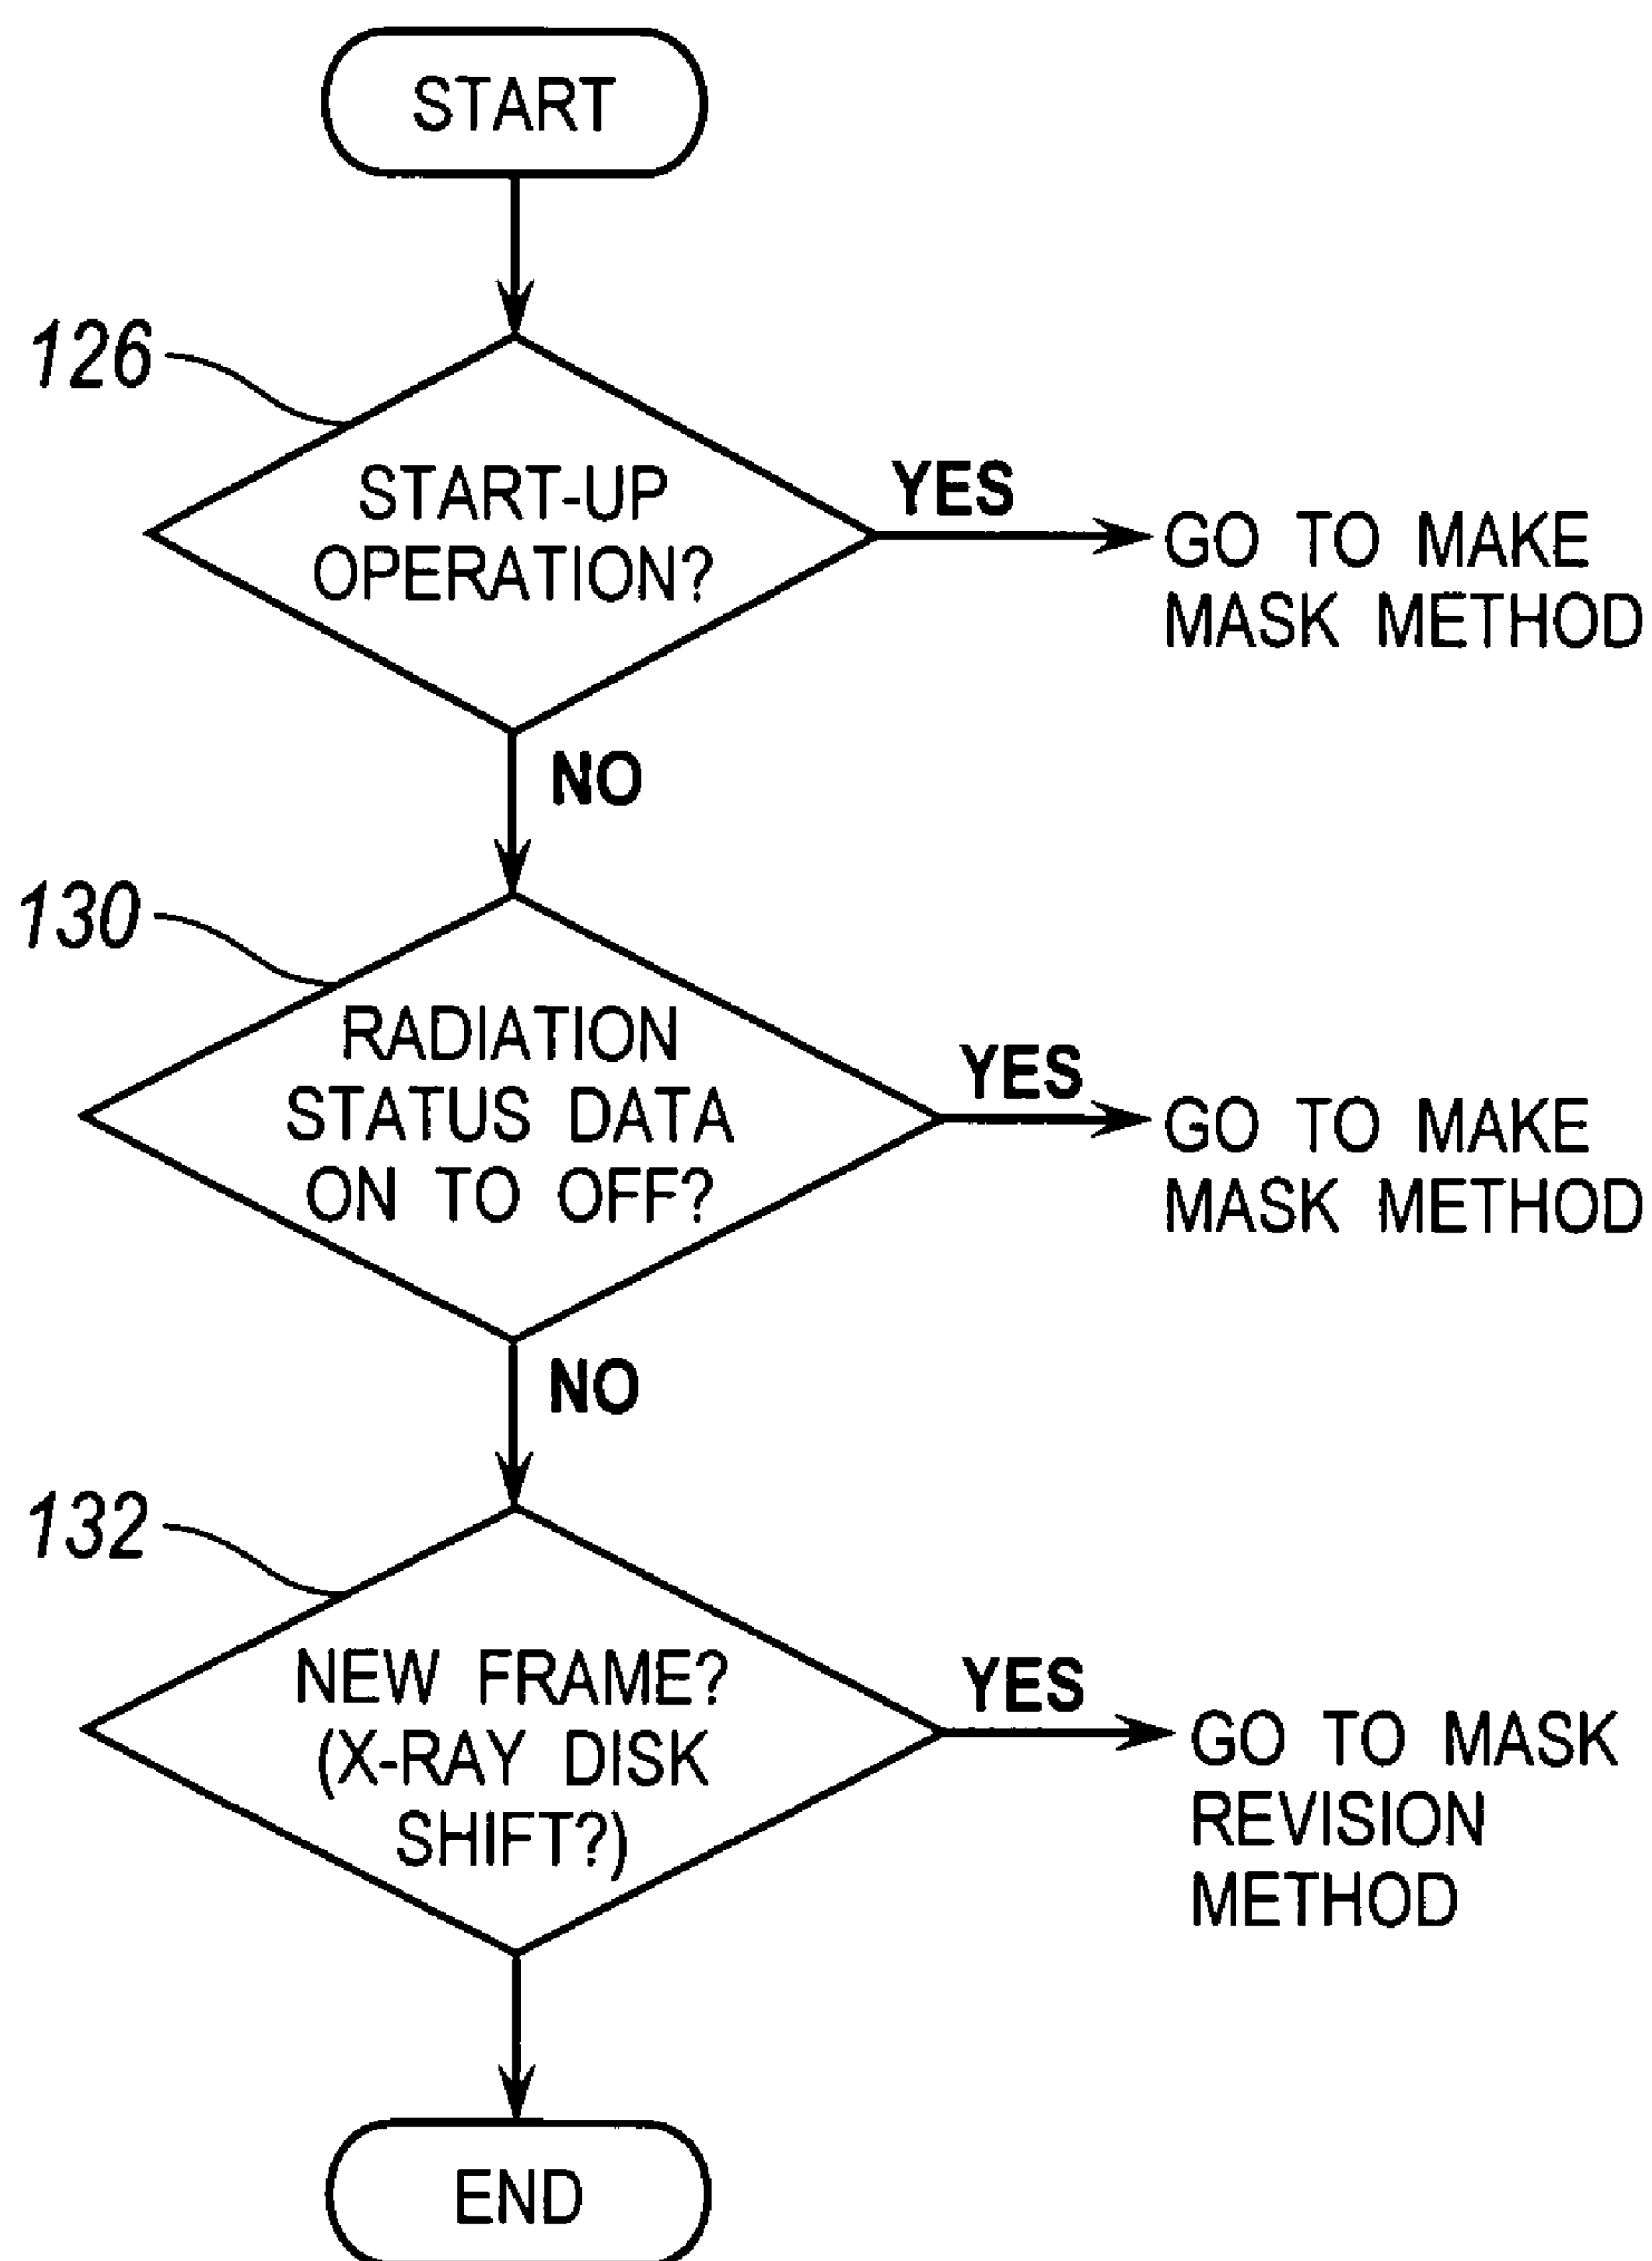 START
126
START-UP
OPERATION?
YES
GO TO MAKE
MASK METHOD
NO
130
RADIATION
STATUS DATA
ON TO OFF?
YES
GO TO MAKE
MASK METHOD
NO
132
NEW FRAME?
(X-RAY DISK
SHIFT?)
YES
GO TO MASK
REVISION
METHOD
END